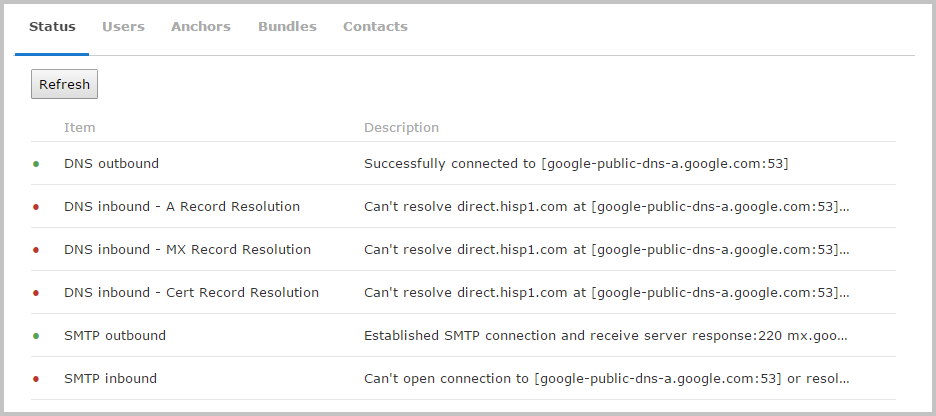 Status Users Anchors Bundles Contacts
Refresh
Item Description
DNS outbound Successfully connected to [google-public-dns-a.google.com:53]
DNS inbound - A Record Resolution Can't resolve direct.hisp1.com at [google-public-dns-a.google.com:53]...
DNS inbound - MX Record Resolution Can't resolve direct.hisp1.com at [google-public-dns-a.google.com:53]...
DNS inbound - Cert Record Resolution Can't resolve direct.hisp1.com at [google-public-dns-a.google.com:53]...
SMTP outbound Established SMTP connection and receive server response:220 mx.goo...
SMTP inbound Can't open connection to [google-public-dns-a.google.com:53] or resol...